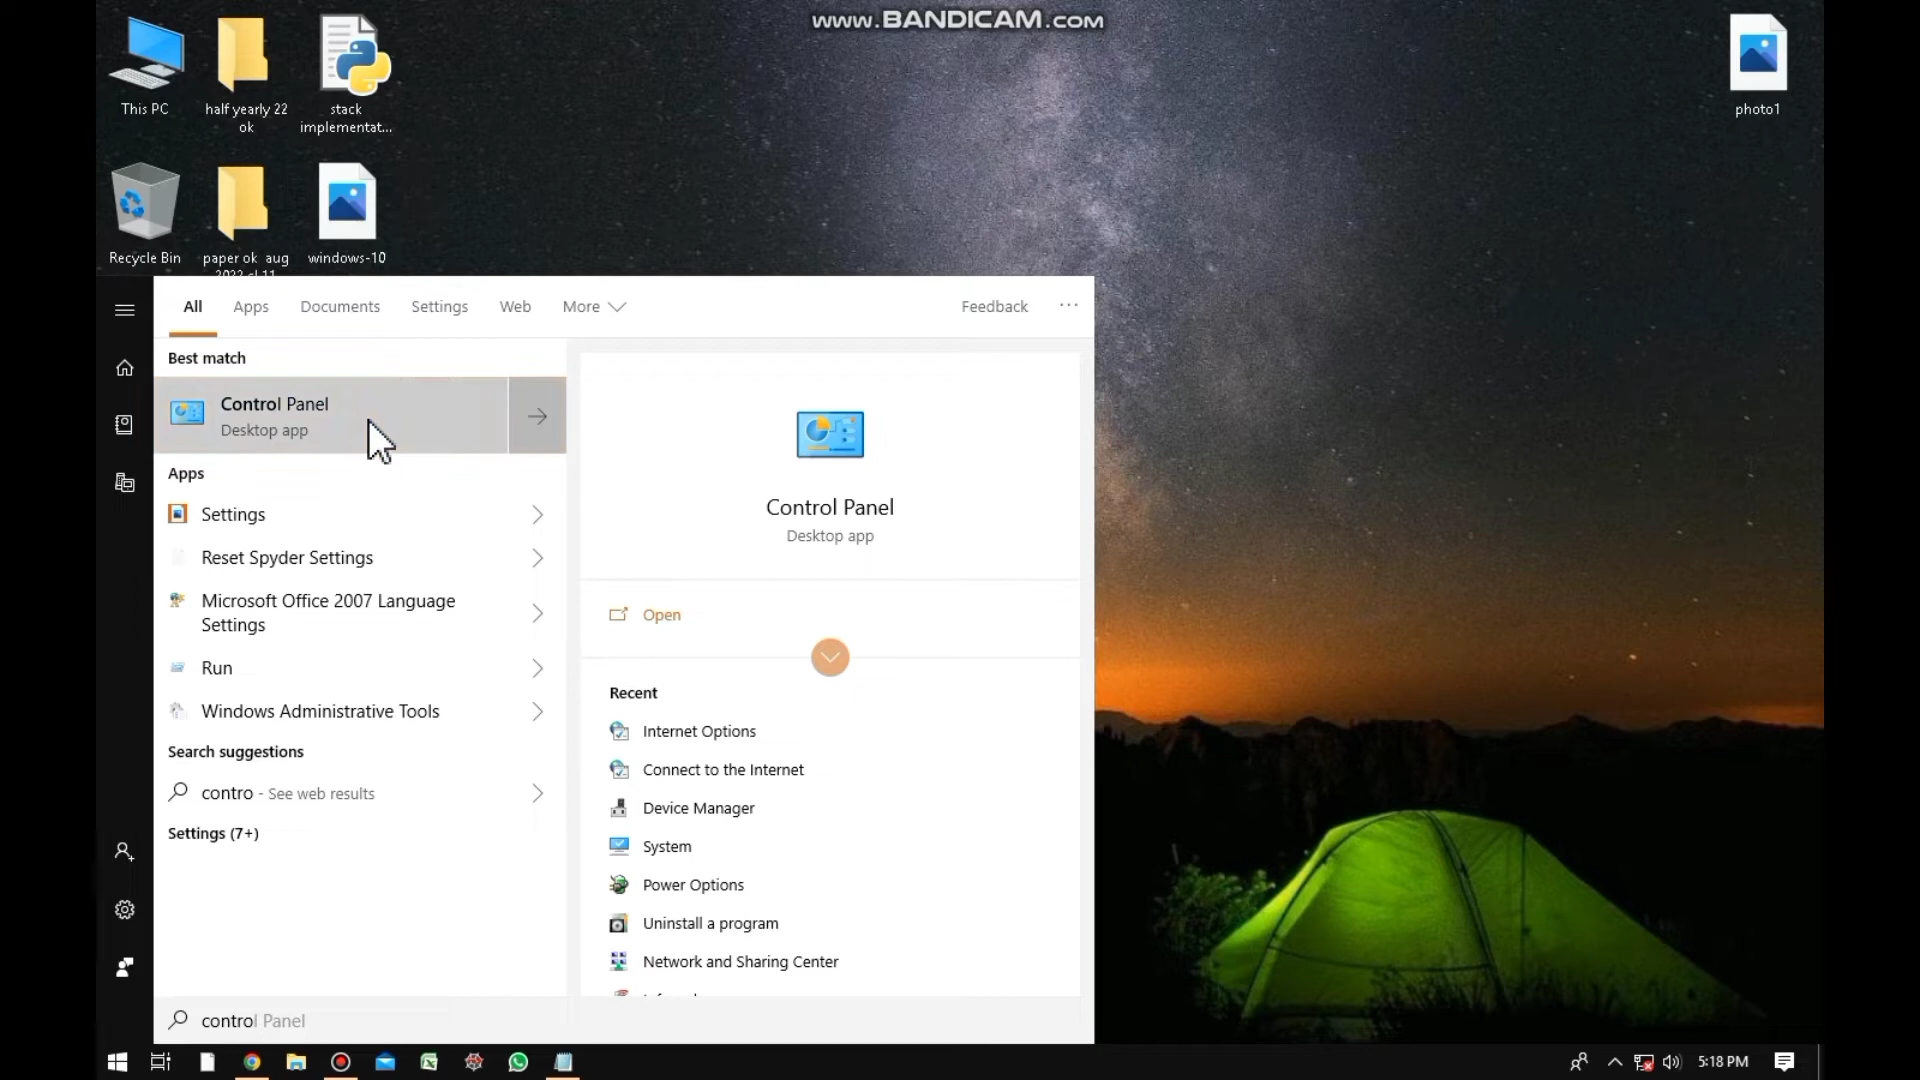 www.BANDICAM.com
This PC
half yearly 22
ok
stack
implementat...
photo1
Recycle Bin
paper ok aug
windows-10
All
Apps
Documents
Settings
Web
More
Feedback
...
Best match
Control Panel
Desktop app
Apps
Settings
Reset Spyder Settings
Microsoft Office 2007 Language
Settings
Run
Windows Administrative Tools
Search suggestions
contro - See web results
Settings (7+)
Control Panel
Desktop app
Open
Recent
Internet Options
Connect to the Internet
Device Manager
System
Power Options
Uninstall a program
Network and Sharing Center
control Panel
5:18 PM